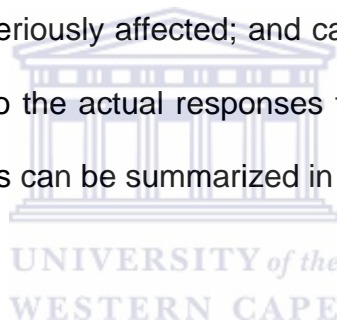 eriously affected; and ca
o the actual responses
s can be summarized in
UNIVERSITY of the
WESTERN CAPE